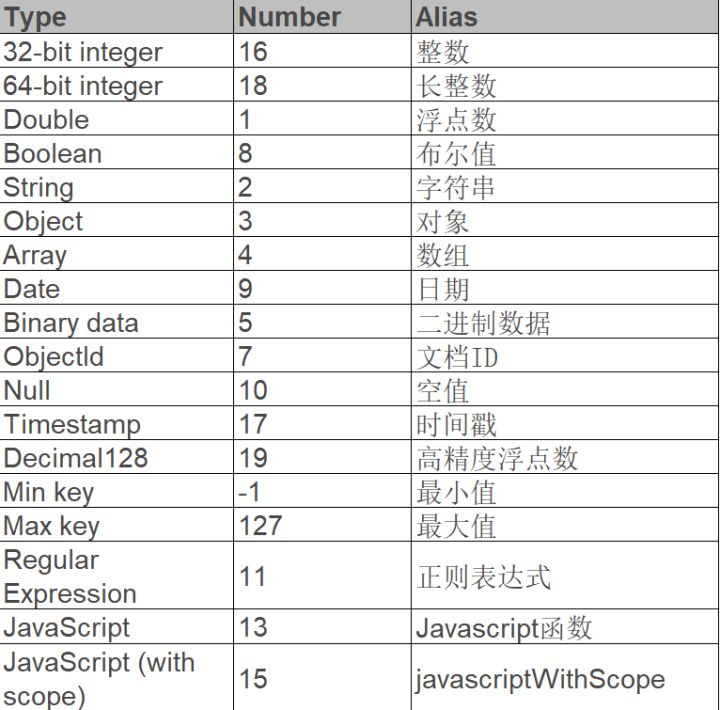 Type Number Alias
32-bit integer 16 整数
64-bit integer 18 长整数
Double 1 浮点数
Boolean 8 布尔值
String 2 字符串
Object 3 对象
Array 4 数组
Date 9 日期
Binary data 5 二进制数据
ObjectId 7 文档ID
Null 10 空值
Timestamp 17 时间戳
Decimal128 19 高精度浮点数
Min key -1 最小值
Max key 127 最大值
Regular
Expression 11 正则表达式
JavaScript 13 Javascript函数
JavaScript (with
scope) 15 javascriptWithScope